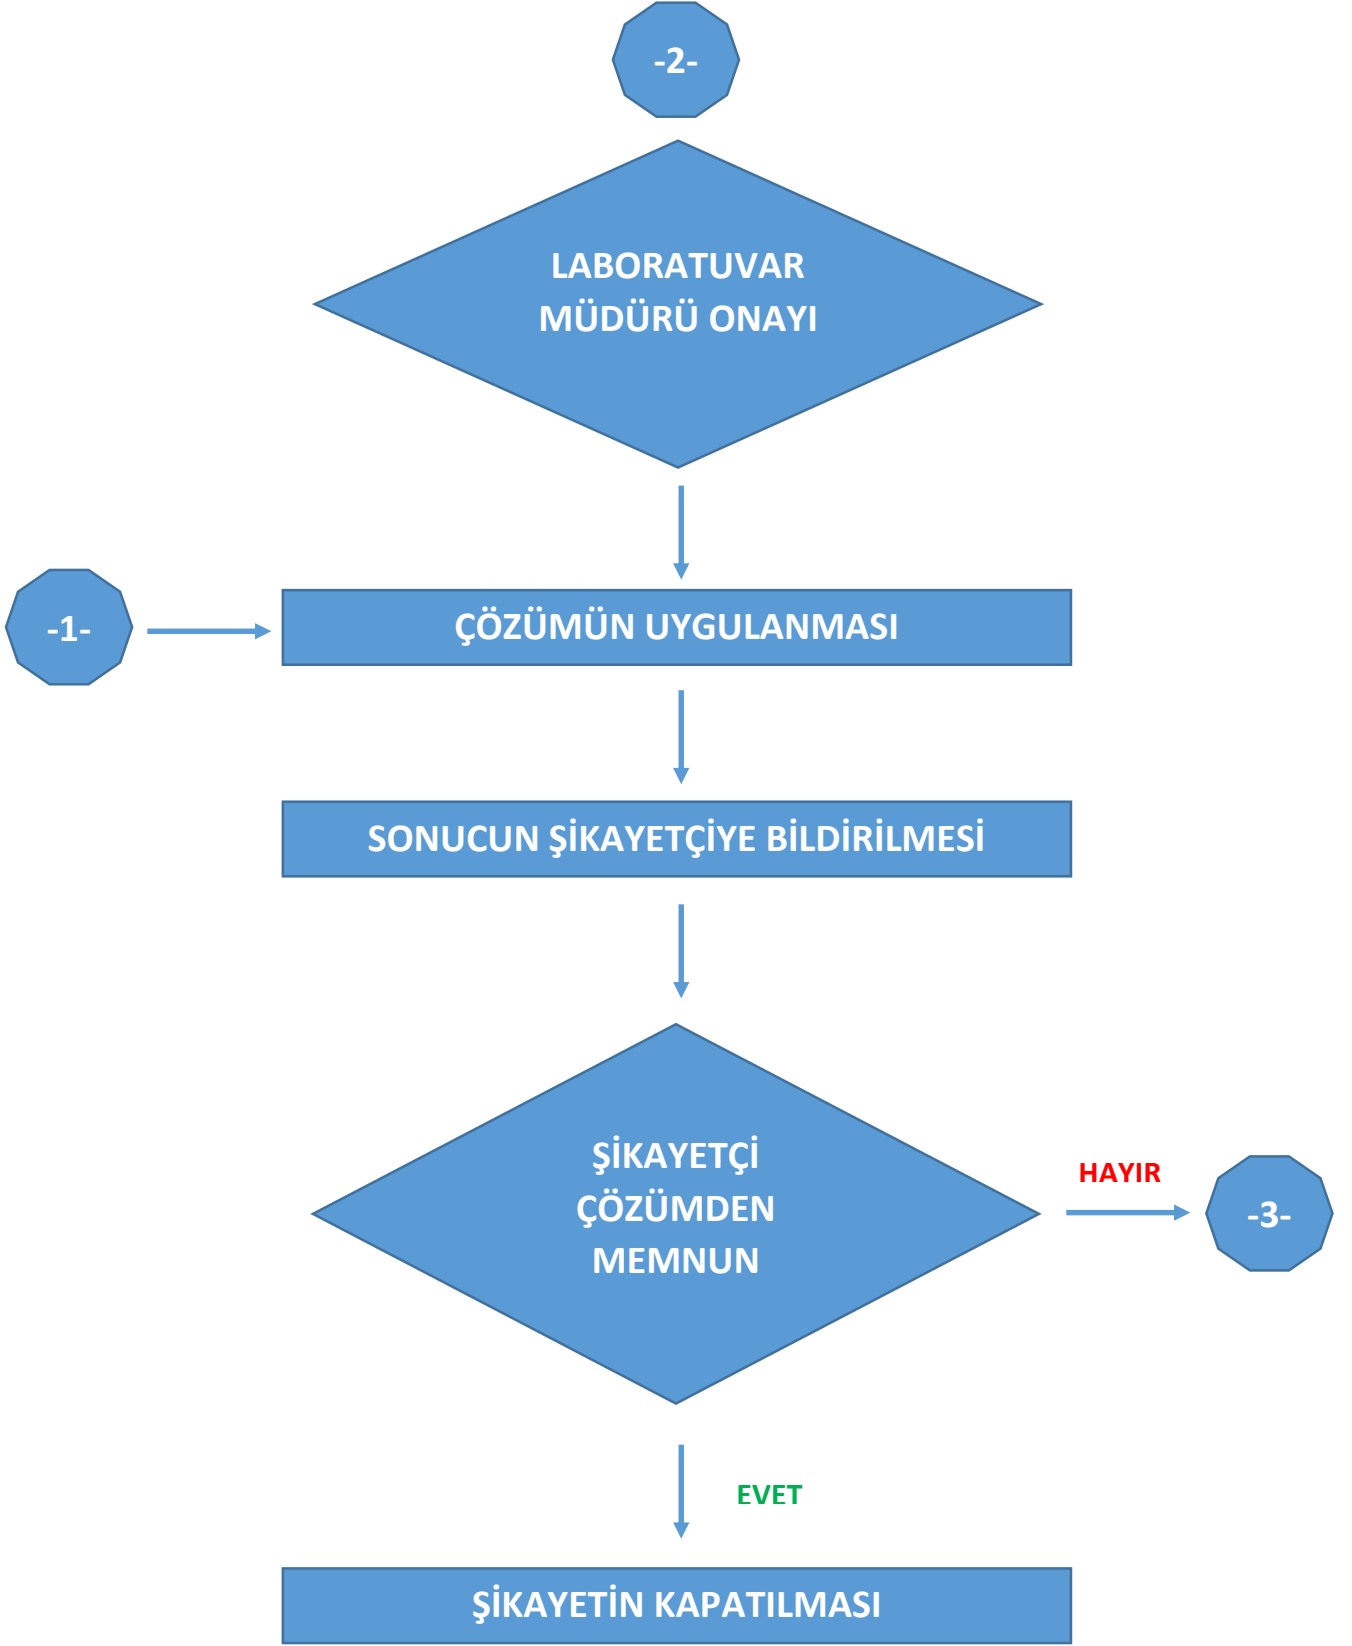 -2-
LABORATUVAR
MÜDÜRÜ ONAYI
-1-
ÇÖZÜMÜN UYGULANMASI
SONUCUN ŞİKAYETÇİYE BİLDİRİLMESİ
ŞİKAYETÇİ
ÇÖZÜMDEN
MEMNUN
HAYIR
-3-
EVET
ŞİKAYETİN KAPATILMASI